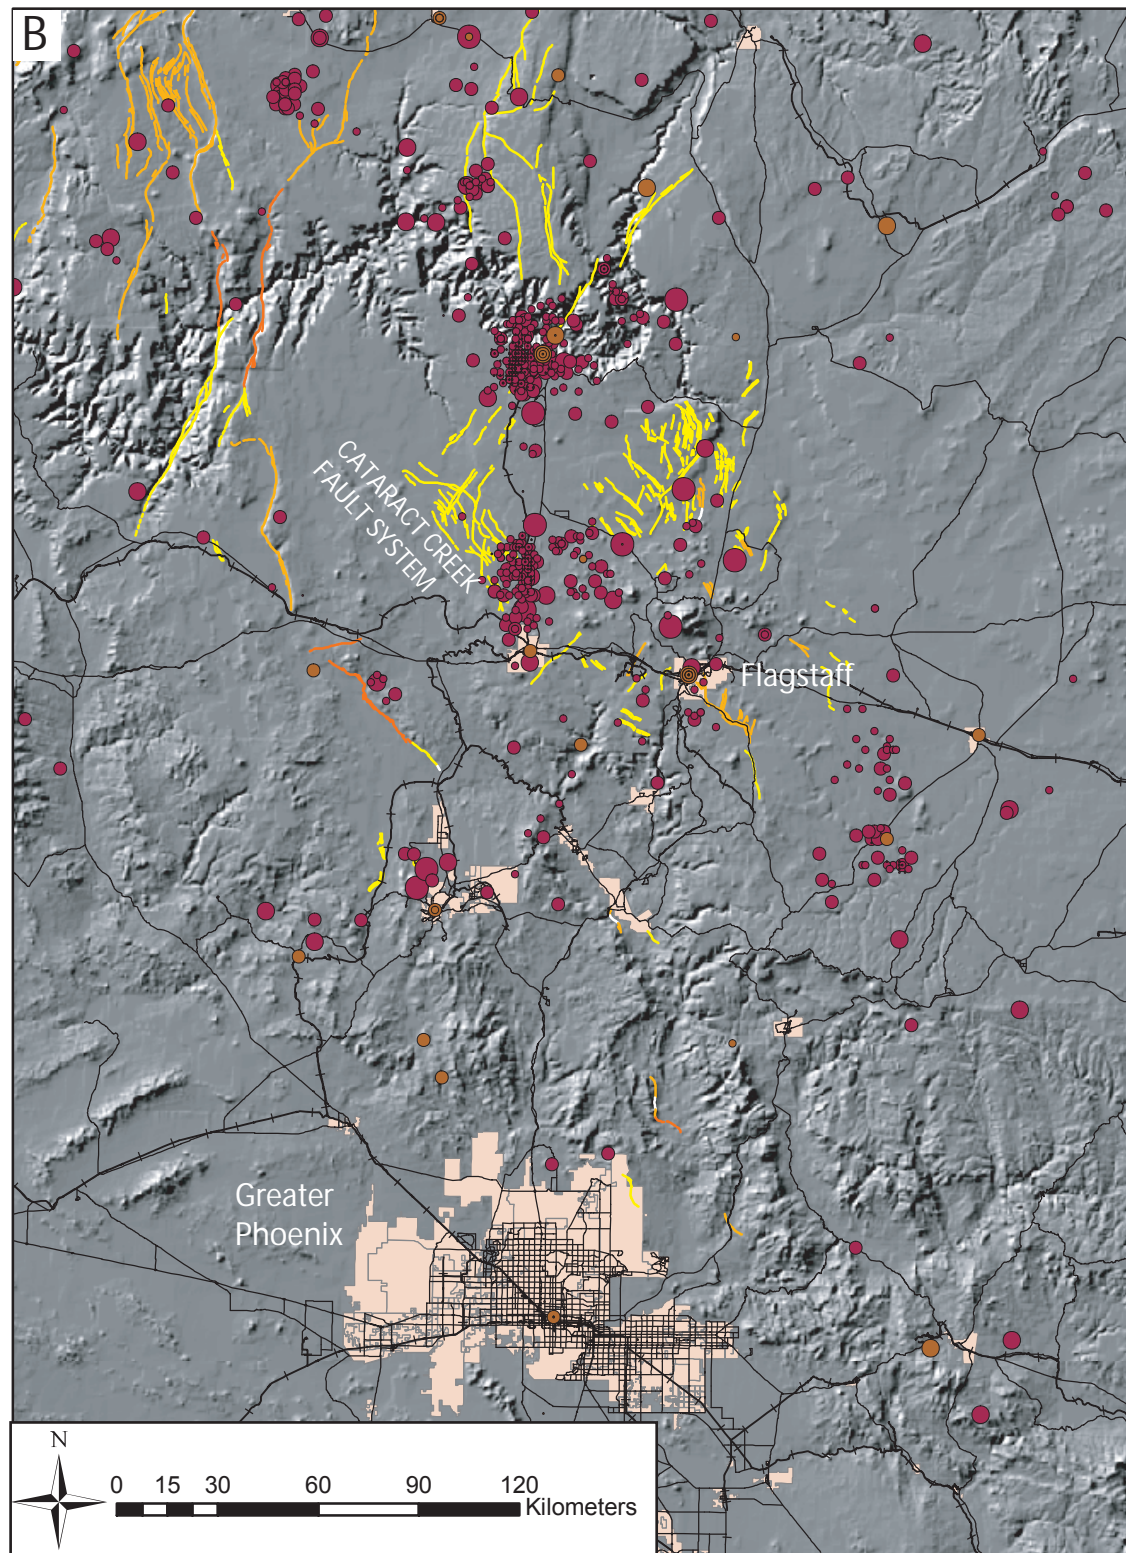 B
CATARACT CREEK
FAULT SYSTEM
Flagstaff
Greater
Phoenix
N
0 15 30 60 90 120
Kilometers